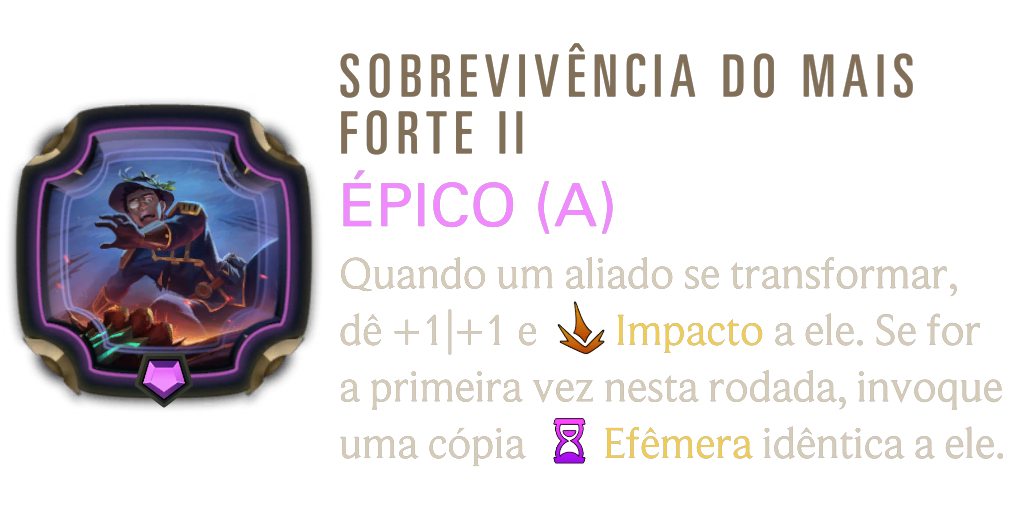 SOBREVIVÊNCIA DO MAIS
FORTE II
ÉPICO (A)
Quando um aliado se transformar,
dê +1|+1 e Impacto a ele. Se for
a primeira vez nesta rodada, invoque
uma cópia Efêmera idêntica a ele.